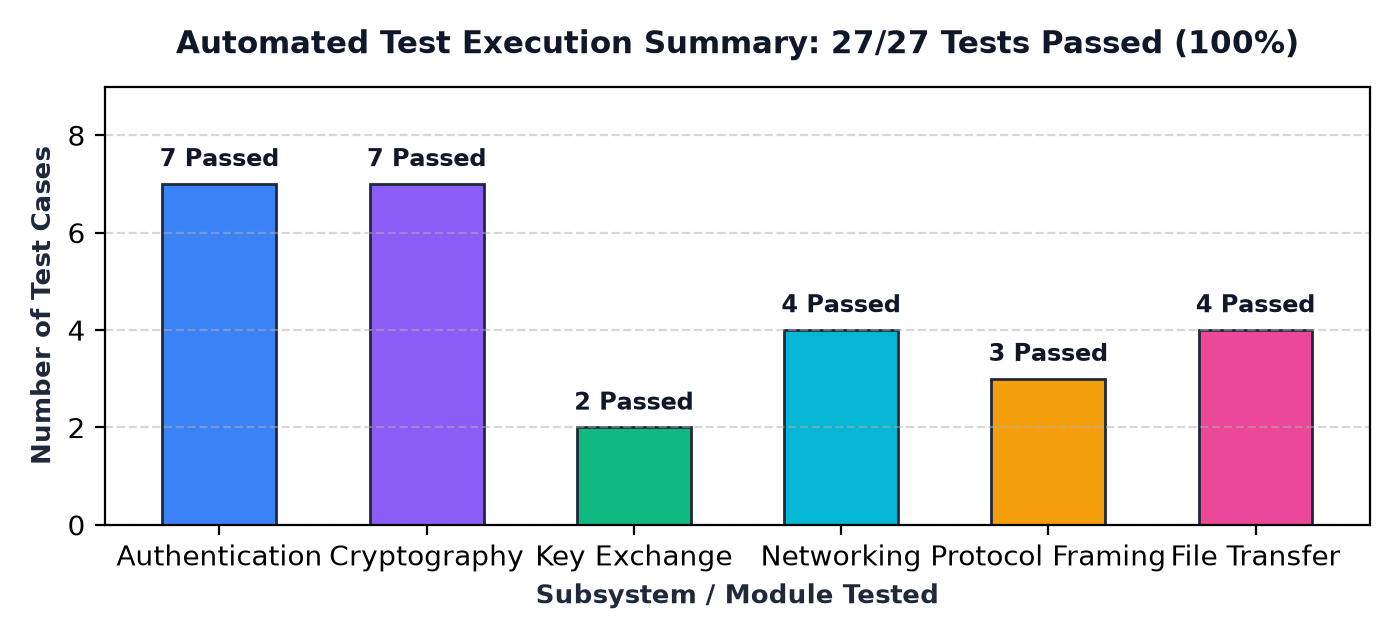 Automated Test Execution Summary: 27/27 Tests Passed (100%)
Number of Test Cases
8
6
4
2
0
7 Passed
7 Passed
2 Passed
4 Passed
3 Passed
4 Passed
Authentication
Cryptography
Key Exchange
Networking
Protocol Framing
File Transfer
Subsystem / Module Tested